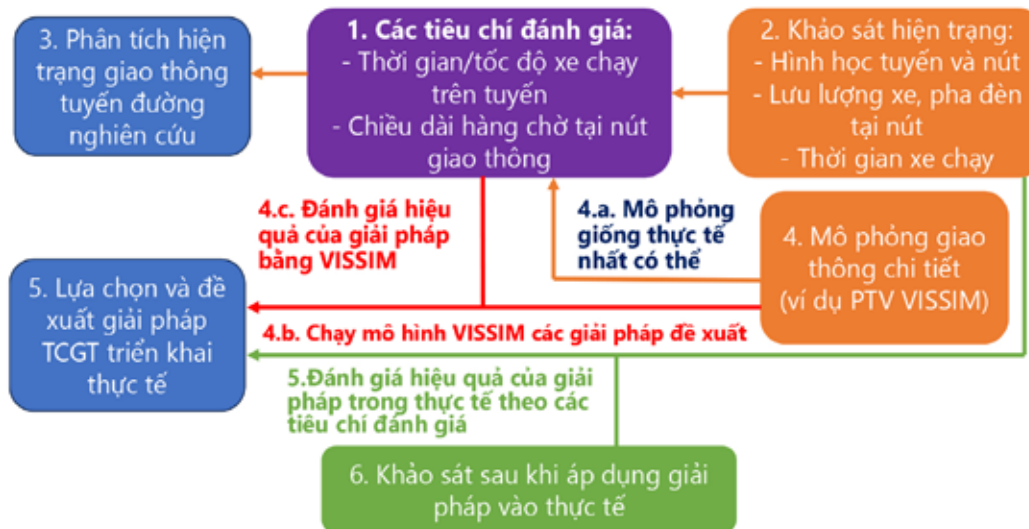 3. Phân tích hiện
trạng giao thông
tuyến đường
nghiên cứu
1. Các tiêu chí đánh giá:
- Thời gian/tốc độ xe chạy
trên tuyến
- Chiều dài hàng chờ tại nút
giao thông
2. Khảo sát hiện trạng:
- Hình học tuyến và nút
- Lưu lượng xe, pha đèn
tại nút
- Thời gian xe chạy
4.c. Đánh giá hiệu
quả của giải pháp
bằng VISSIM
4.a. Mô phỏng
giống thực tế
nhất có thể
4. Mô phỏng giao
thông chi tiết
(ví dụ PTV VISSIM)
5. Lựa chọn và đề
xuất giải pháp
TCGT triển khai
thực tế
4.b. Chạy mô hình VISSIM các giải pháp đề xuất
5.Đánh giá hiệu quả của giải
pháp trong thực tế theo các
tiêu chí đánh giá
6. Khảo sát sau khi áp dụng giải
pháp vào thực tế